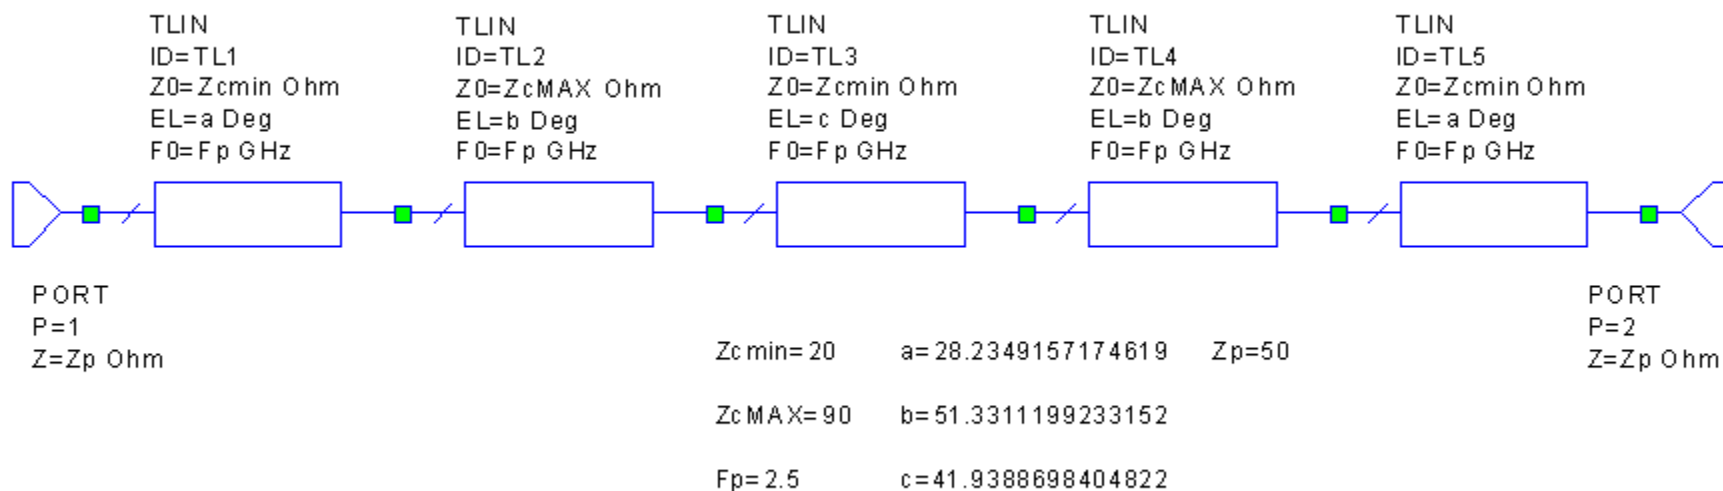 TLIN
ID=TL1
Z0=Zcmin Ohm
EL=a Deg
F0=Fp GHz
TLIN
ID=TL2
Z0=ZcMAX Ohm
EL=b Deg
F0=Fp GHz
TLIN
ID=TL3
Z0=Zcmin Ohm
EL=c Deg
F0=Fp GHz
TLIN
ID=TL4
Z0=ZcMAX Ohm
EL=b Deg
F0=Fp GHz
TLIN
ID=TL5
Z0=Zcmin Ohm
EL=a Deg
F0=Fp GHz
PORT
P=1
Z=Zp Ohm
PORT
P=2
Z=Zp Ohm
Zcmin=20 a=28.2349157174619 Zp=50
ZcMAX=90 b=51.3311199233152
Fp=2.5 c=41.9388698404822